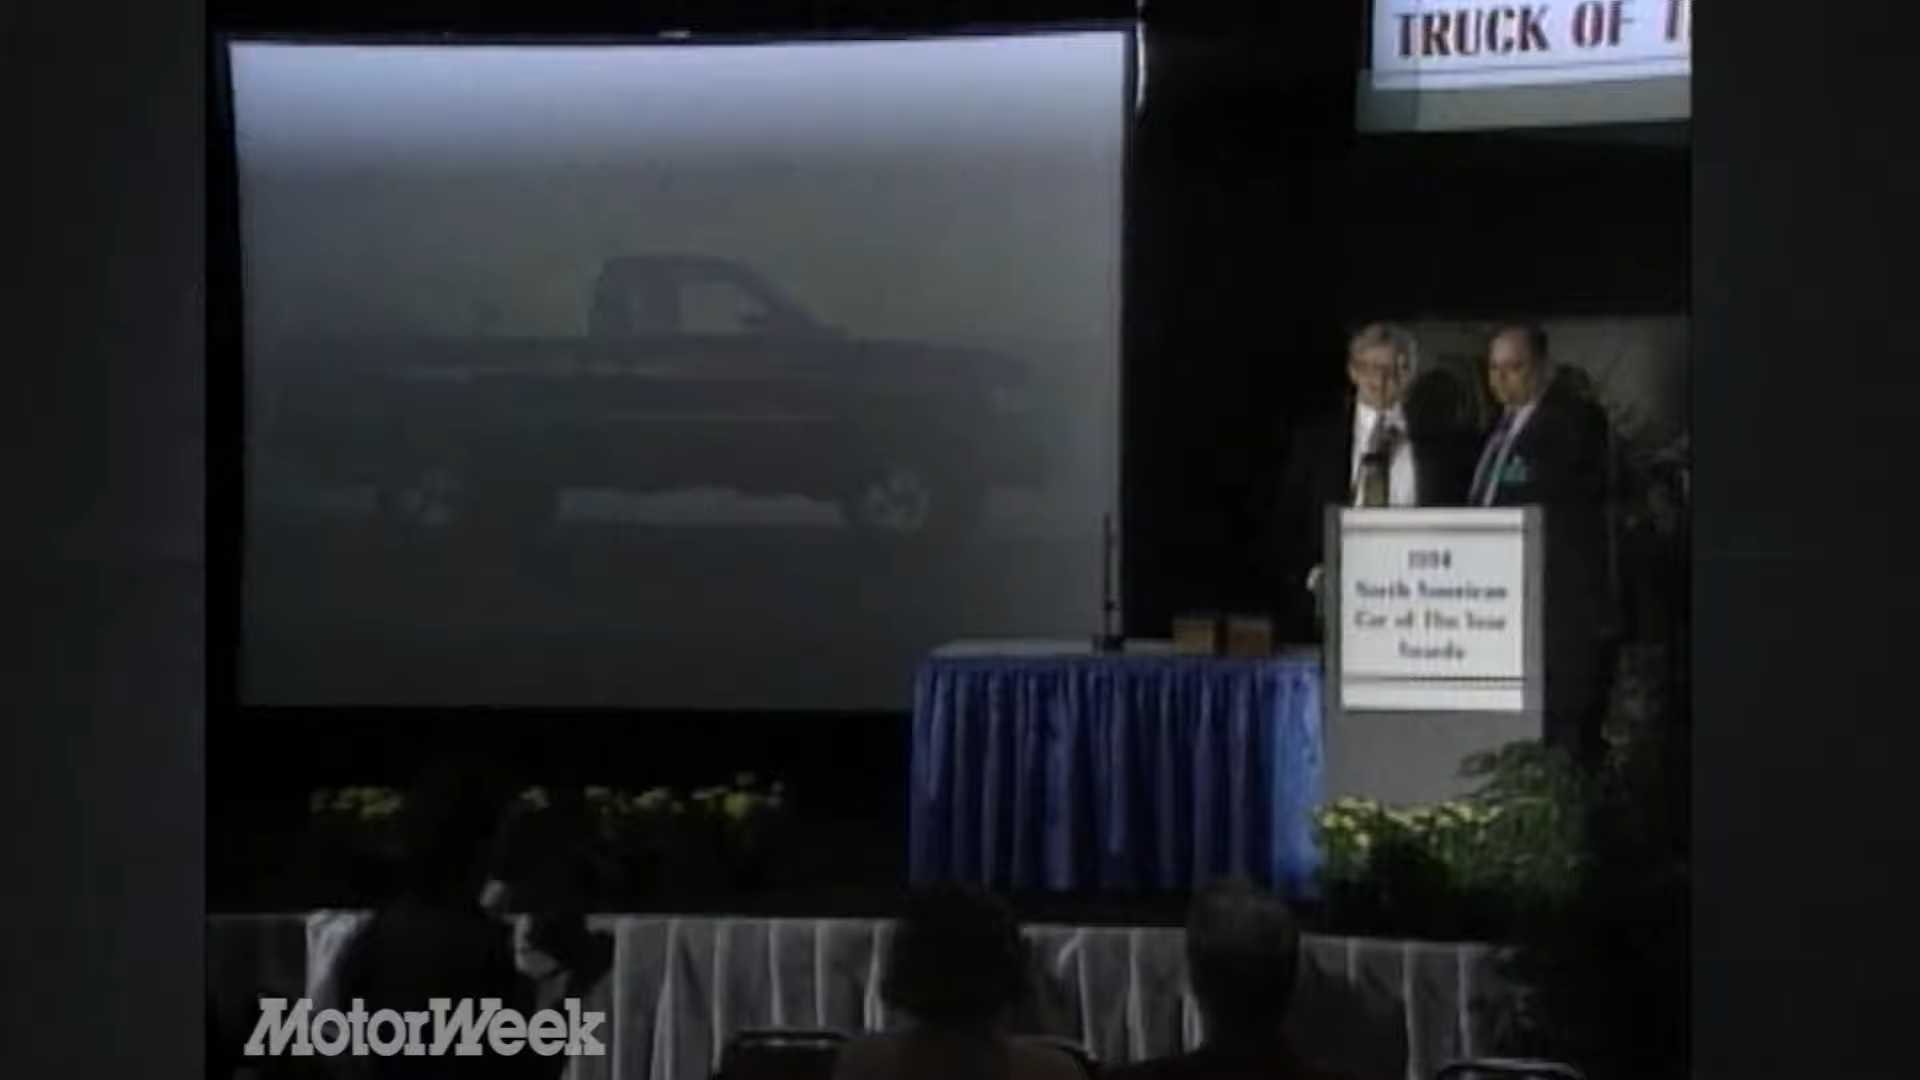 TRUCK OF T
1994
North American
Car of The Year
Awards
MotorWeek